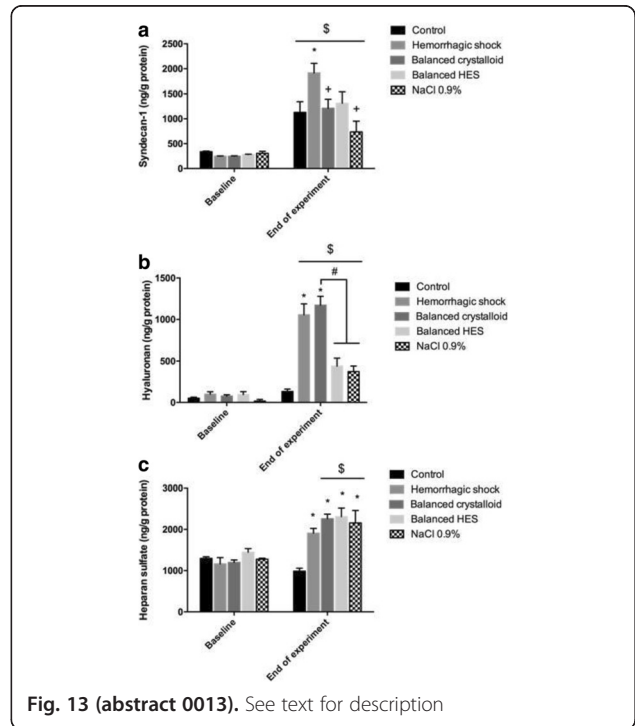 a
$
Control
Hemorrhagic shock
Balanced crystalloid
Balanced HES
NaCl 0.9%
Syndecan-1 (ng/g protein)
2500
2000
1500
1000
500
0
*
+
+
Baseline
End of experiment
b
$
#
Control
Hemorrhagic shock
Balanced crystalloid
Balanced HES
NaCl 0.9%
Hyaluronan (ng/g protein)
1500
1000
500
0
*
*
Baseline
End of experiment
c
$
Control
Hemorrhagic shock
Balanced crystalloid
Balanced HES
NaCl 0.9%
Heparan sulfate (ng/g protein)
3000
2000
1000
0
*
*
*
*
Baseline
End of experiment
Fig. 13 (abstract 0013). See text for description